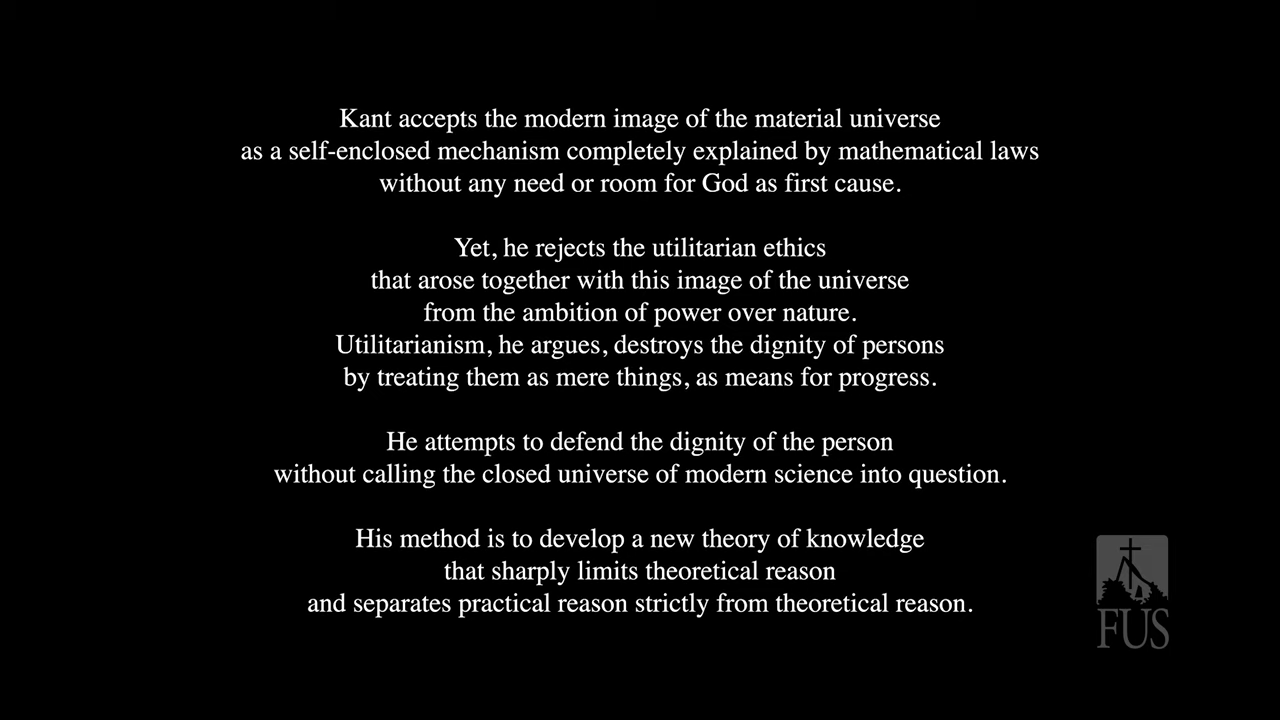 Kant accepts the modern image of the material universe
as a self-enclosed mechanism completely explained by mathematical laws
without any need or room for God as first cause.
Yet, he rejects the utilitarian ethics
that arose together with this image of the universe
from the ambition of power over nature.
Utilitarianism, he argues, destroys the dignity of persons
by treating them as mere things, as means for progress.
He attempts to defend the dignity of the person
without calling the closed universe of modern science into question.
His method is to develop a new theory of knowledge
that sharply limits theoretical reason
and separates practical reason strictly from theoretical reason.
FUS